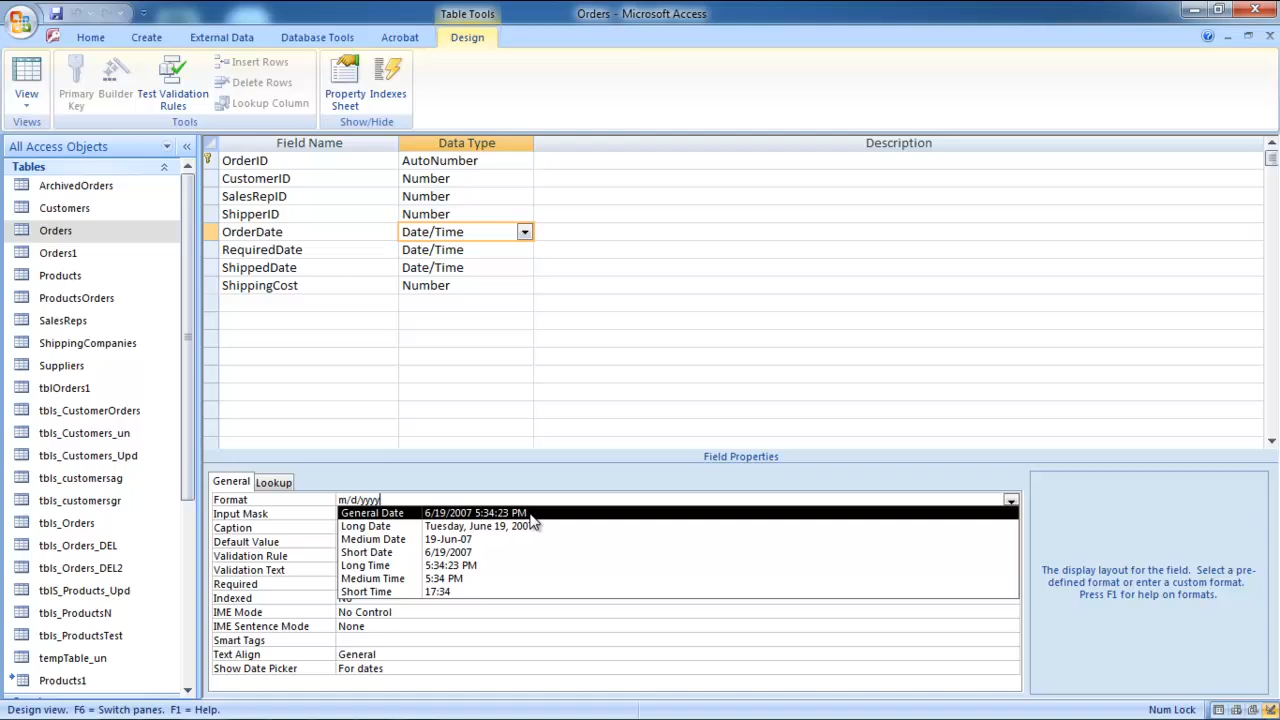 Table Tools
Orders - Microsoft Access
Home
Create
External Data
Database Tools
Acrobat
Design
View
Primary
Key
Builder
Test Validation
Rules
Insert Rows
Delete Rows
Lookup Column
Property
Sheet
Indexes
Views
Tools
Show/Hide
All Access Objects
Tables
ArchivedOrders
Customers
Orders
Orders1
Products
ProductsOrders
SalesReps
ShippingCompanies
Suppliers
tblOrders1
tbls_CustomerOrders
tbls_Customers_un
tbls_Customers_Upd
tbls_customersag
tbls_customersgr
tbls_Orders
tbls_Orders_DEL
tbls_Orders_DEL2
tblS_Products_Upd
tbls_ProductsN
tbls_ProductsTest
tempTable_un
Products1
Field Name Data Type Description
OrderID AutoNumber
CustomerID Number
SalesRepID Number
ShipperID Number
OrderDate Date/Time
RequiredDate Date/Time
ShippedDate Date/Time
ShippingCost Number
Field Properties
General
Lookup
Format m/d/yyyy
Input Mask
Caption
Default Value
Validation Rule
Validation Text
Required
Indexed
General Date 6/19/2007 5:34:23 PM
Long Date Tuesday, June 19, 200
Medium Date 19-Jun-07
Short Date 6/19/2007
Long Time 5:34:23 PM
Medium Time 5:34 PM
Short Time 17:34
IME Mode No Control
IME Sentence Mode None
Smart Tags
Text Align General
Show Date Picker For dates
The display layout for the field. Select a pre-
defined format or enter a custom format.
Press F1 for help on formats.
Design view. F6 = Switch panes. F1 = Help.
Num Lock